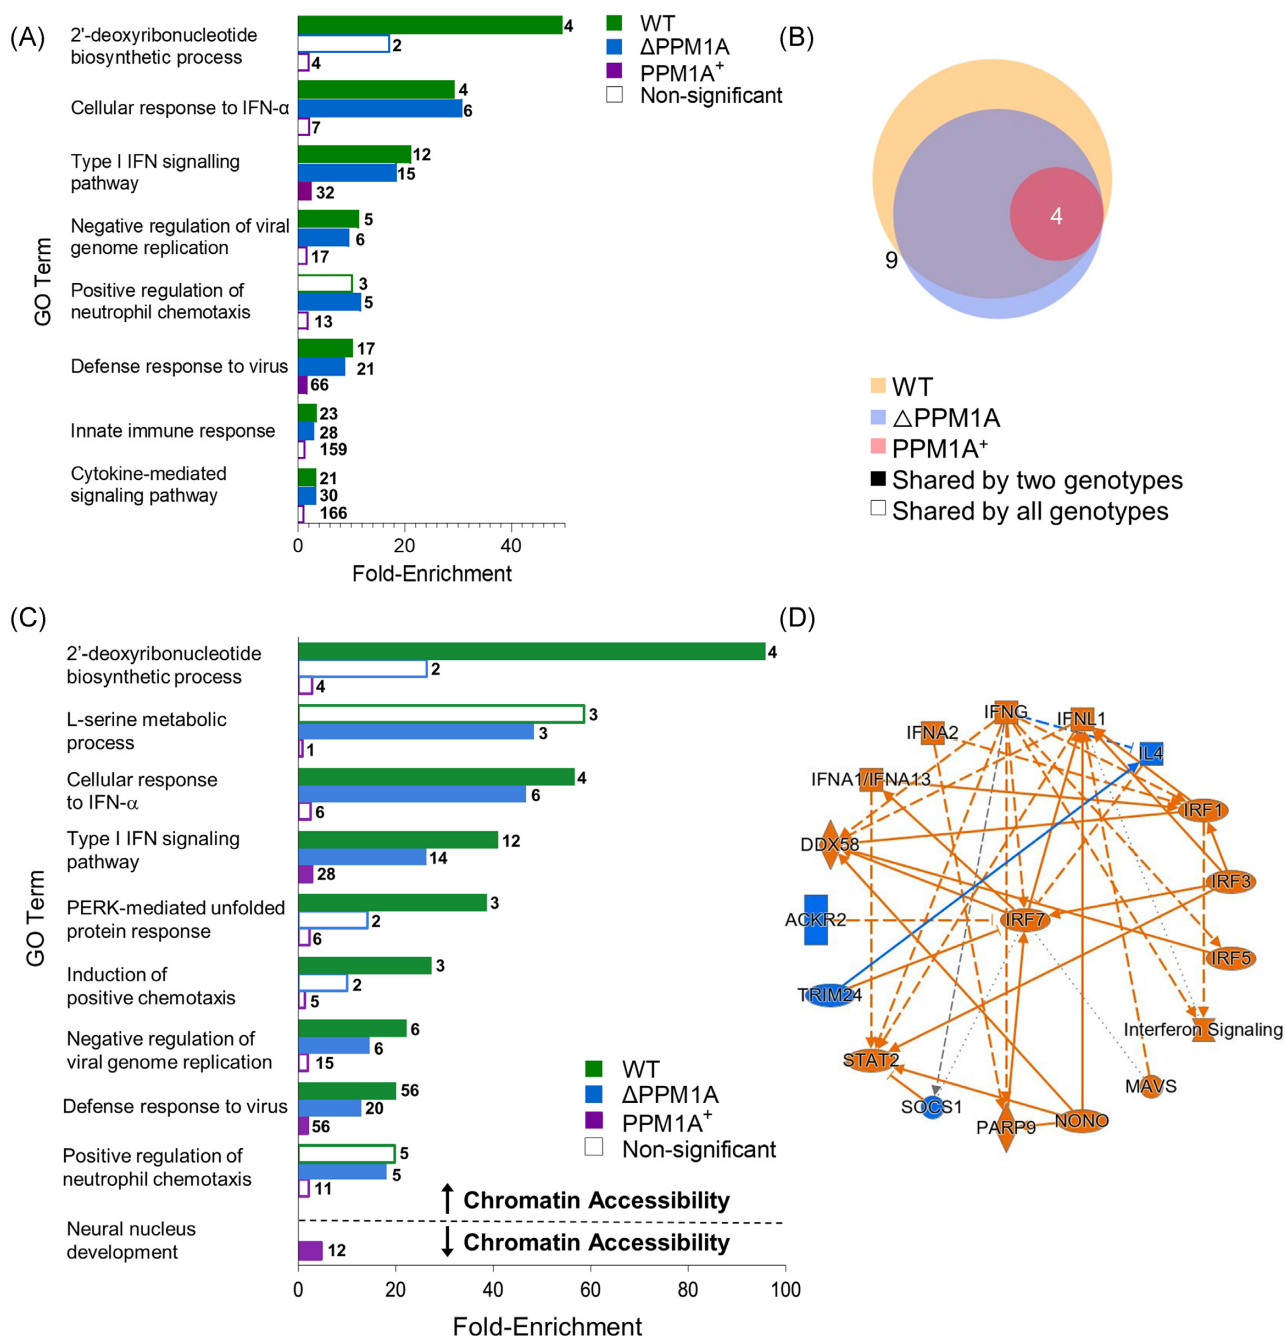 (A)
2'-deoxyribonucleotide
biosynthetic process
4
2
4
Cellular response to IFN-α
4
6
7
Type I IFN signalling
pathway
12
15
32
Negative regulation of viral
genome replication
5
6
17
Positive regulation of
neutrophil chemotaxis
3
5
13
Defense response to virus
17
21
66
Innate immune response
23
28
159
Cytokine-mediated
signaling pathway
21
30
166
GO Term
0 20 40
Fold-Enrichment
WT
ΔPPM1A
PPM1A+
Non-significant
(B)
4
9
WT
△PPM1A
PPM1A+
Shared by two genotypes
Shared by all genotypes
(C)
2'-deoxyribonucleotide
biosynthetic process
4
2
4
L-serine metabolic
process
3
3
1
Cellular response
to IFN-α
4
6
6
Type I IFN signaling
pathway
12
14
28
PERK-mediated unfolded
protein response
3
2
6
Induction of
positive chemotaxis
3
2
5
Negative regulation of
viral genome replication
6
6
15
Defense response to virus
56
20
56
Positive regulation of
neutrophil chemotaxis
5
5
11
Neural nucleus
development
12
GO Term
WT
ΔPPM1A
PPM1A+
Non-significant
↑ Chromatin Accessibility
↓ Chromatin Accessibility
0 20 40 60 80 100
Fold-Enrichment
(D)
IFNG
IFNL1
IFNA2
IL4
IFNA1/IFNA13
IRF1
DDX58
IRF3
ACKR2
IRF7
IRF5
TRIM24
Interferon Signaling
STAT2
MAVS
SOCS1
PARP9
NONO